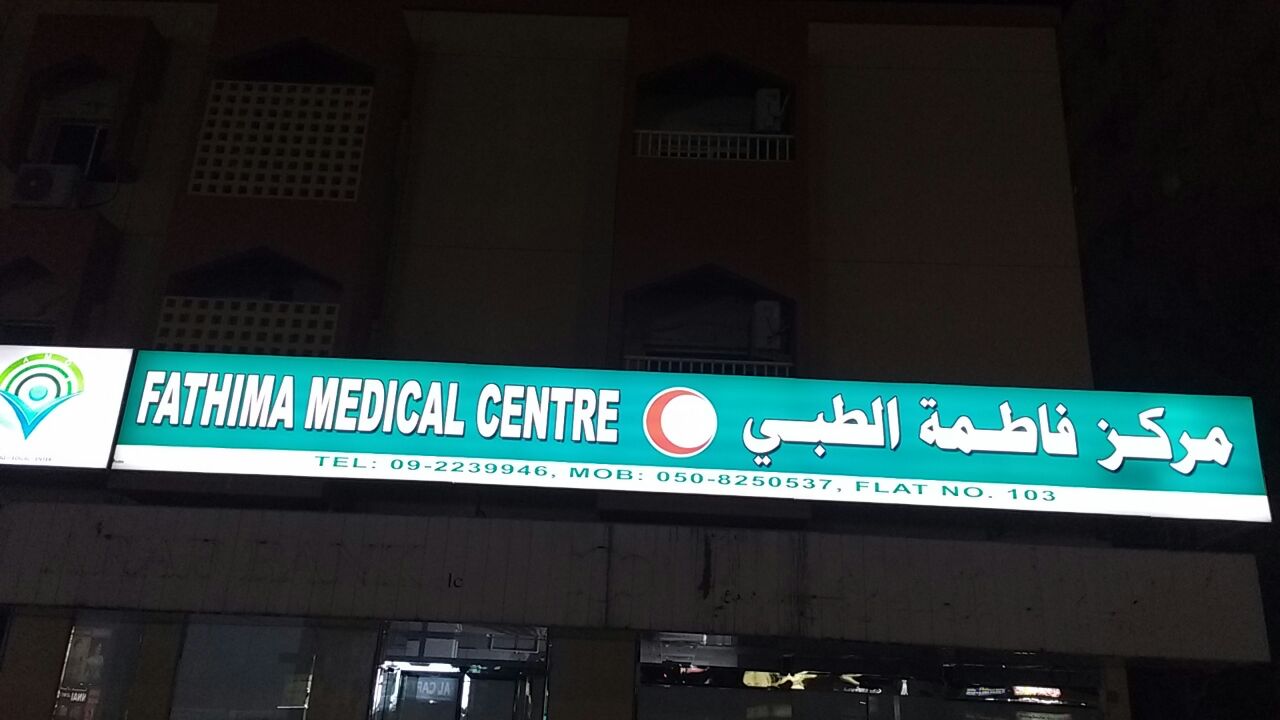 FATHIMA MEDICAL CENTRE
مركز فاطمة الطبي
TEL: 09-2239946, MOB: 050-8250537, FLAT NO. 103